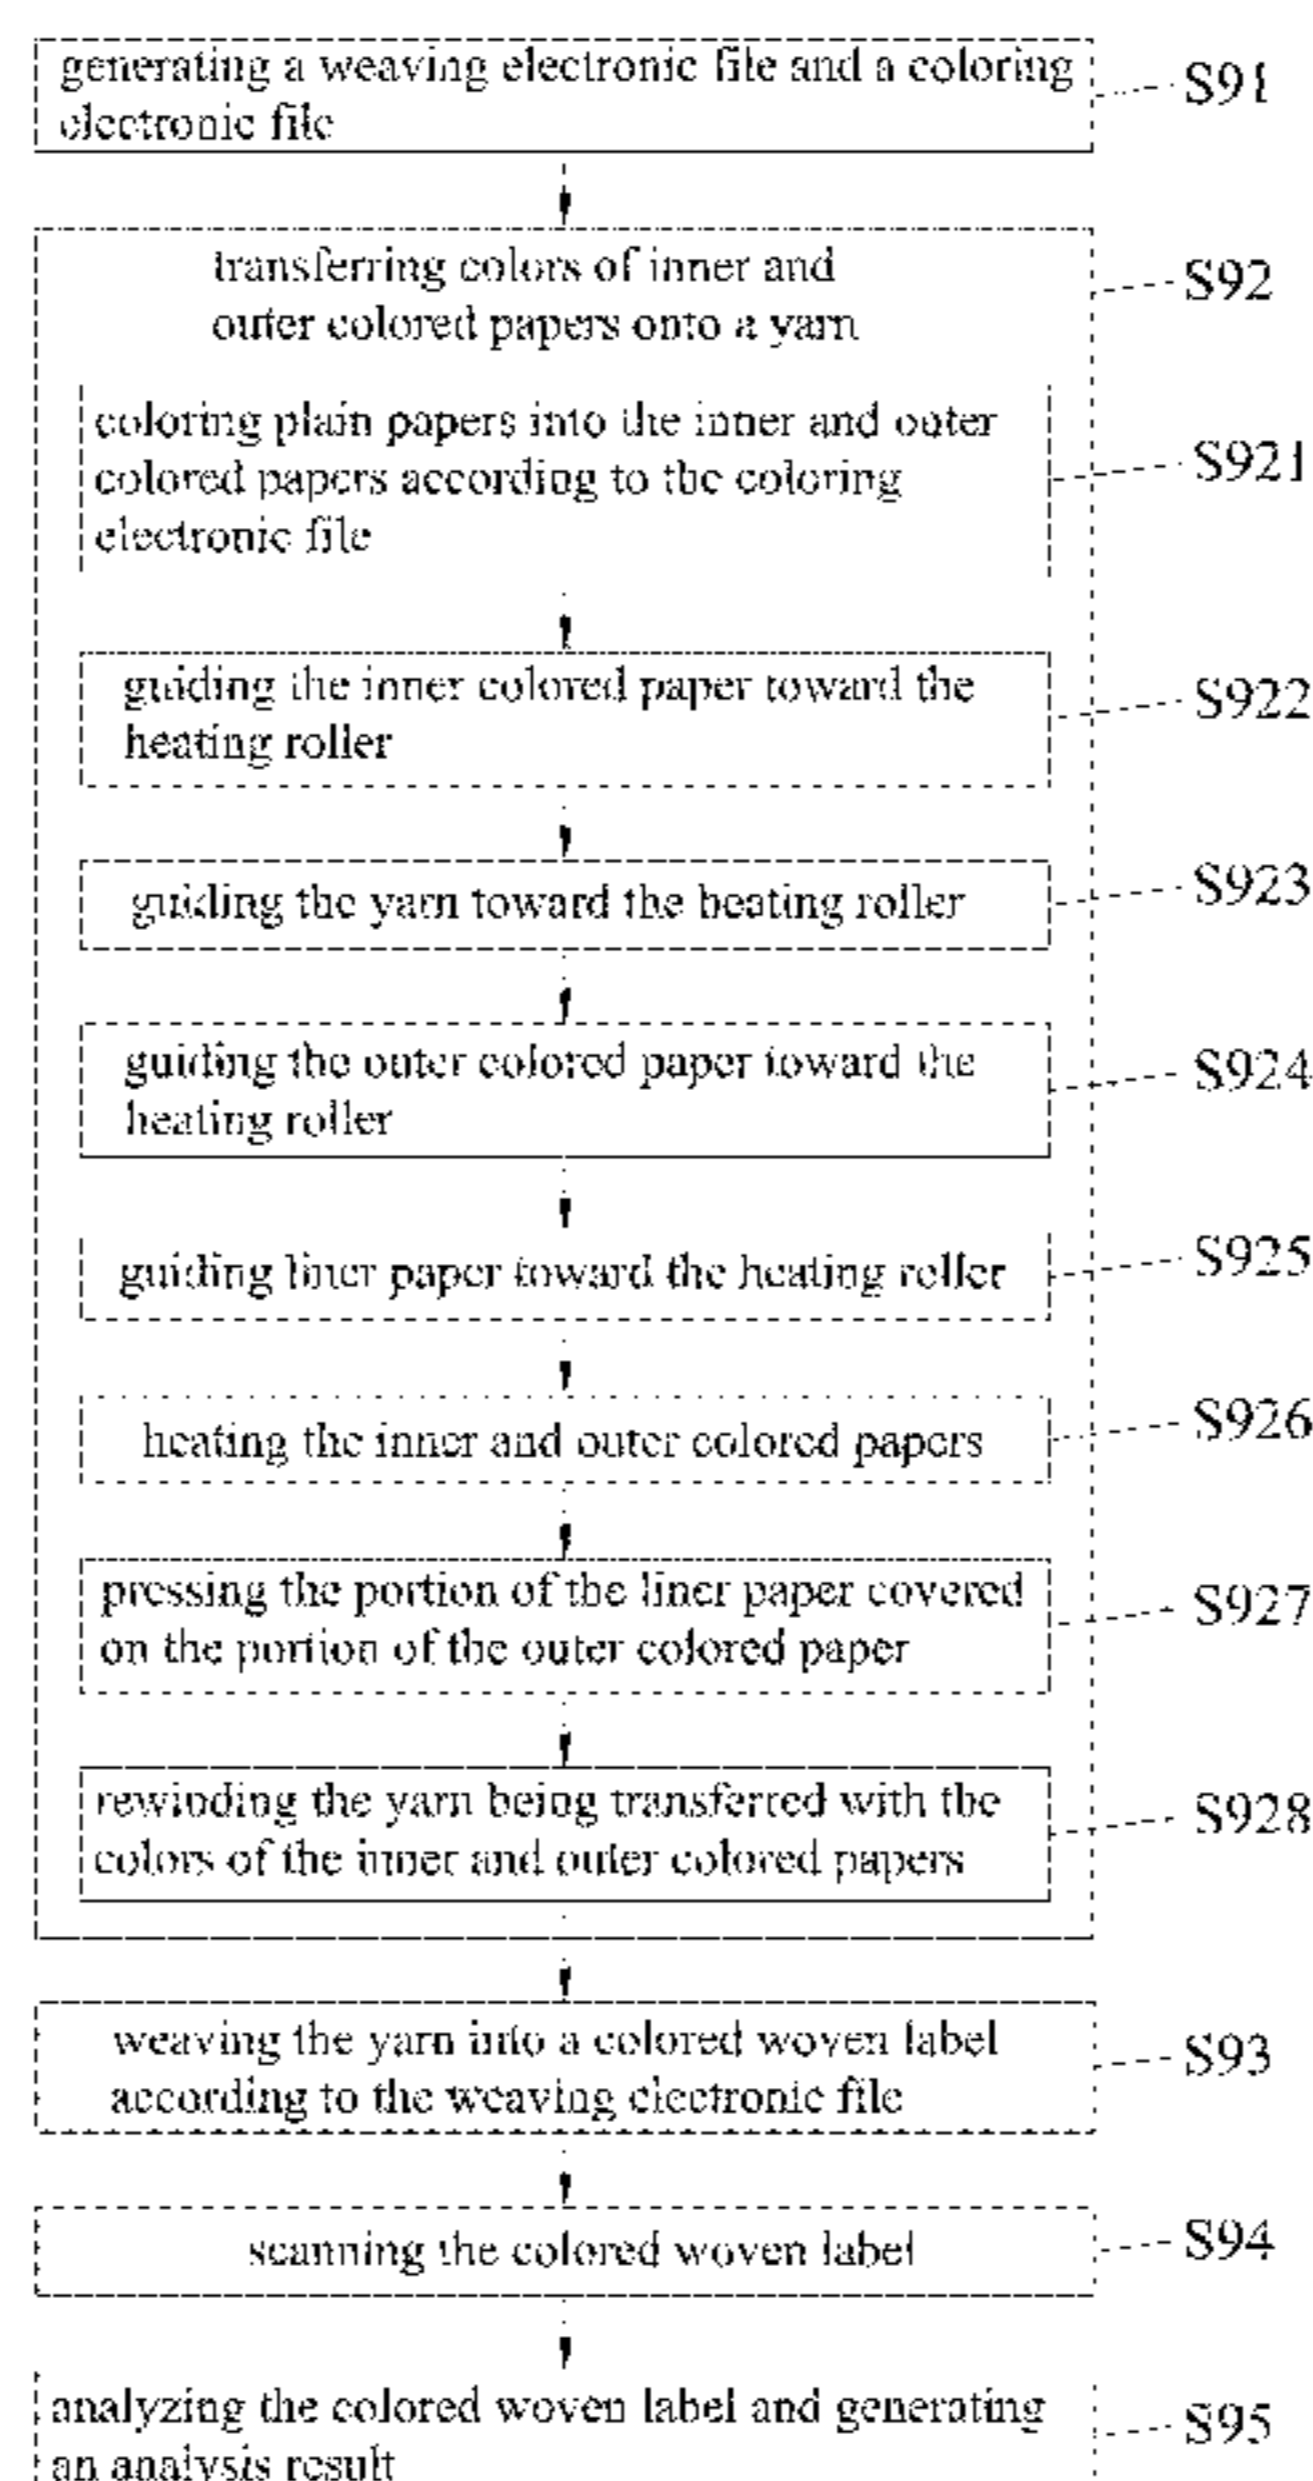 generating a weaving electronic file and a coloring
electronic file
S91
transferring colors of inner and
outer colored papers onto a yarn
S92
coloring plain papers into the inner and outer
colored papers according to the coloring
electronic file
S921
guiding the inner colored paper toward the
heating roller
S922
guiding the yarn toward the heating roller
S923
guiding the outer colored paper toward the
heating roller
S924
guiding liner paper toward the heating roller
S925
heating the inner and outer colored papers
S926
pressing the portion of the liner paper covered
on the portion of the outer colored paper
S927
rewinding the yarn being transferred with the
colors of the inner and outer colored papers
S928
weaving the yarn into a colored woven label
according to the weaving electronic file
S93
scanning the colored woven label
S94
analyzing the colored woven label and generating
an analysis result
S95